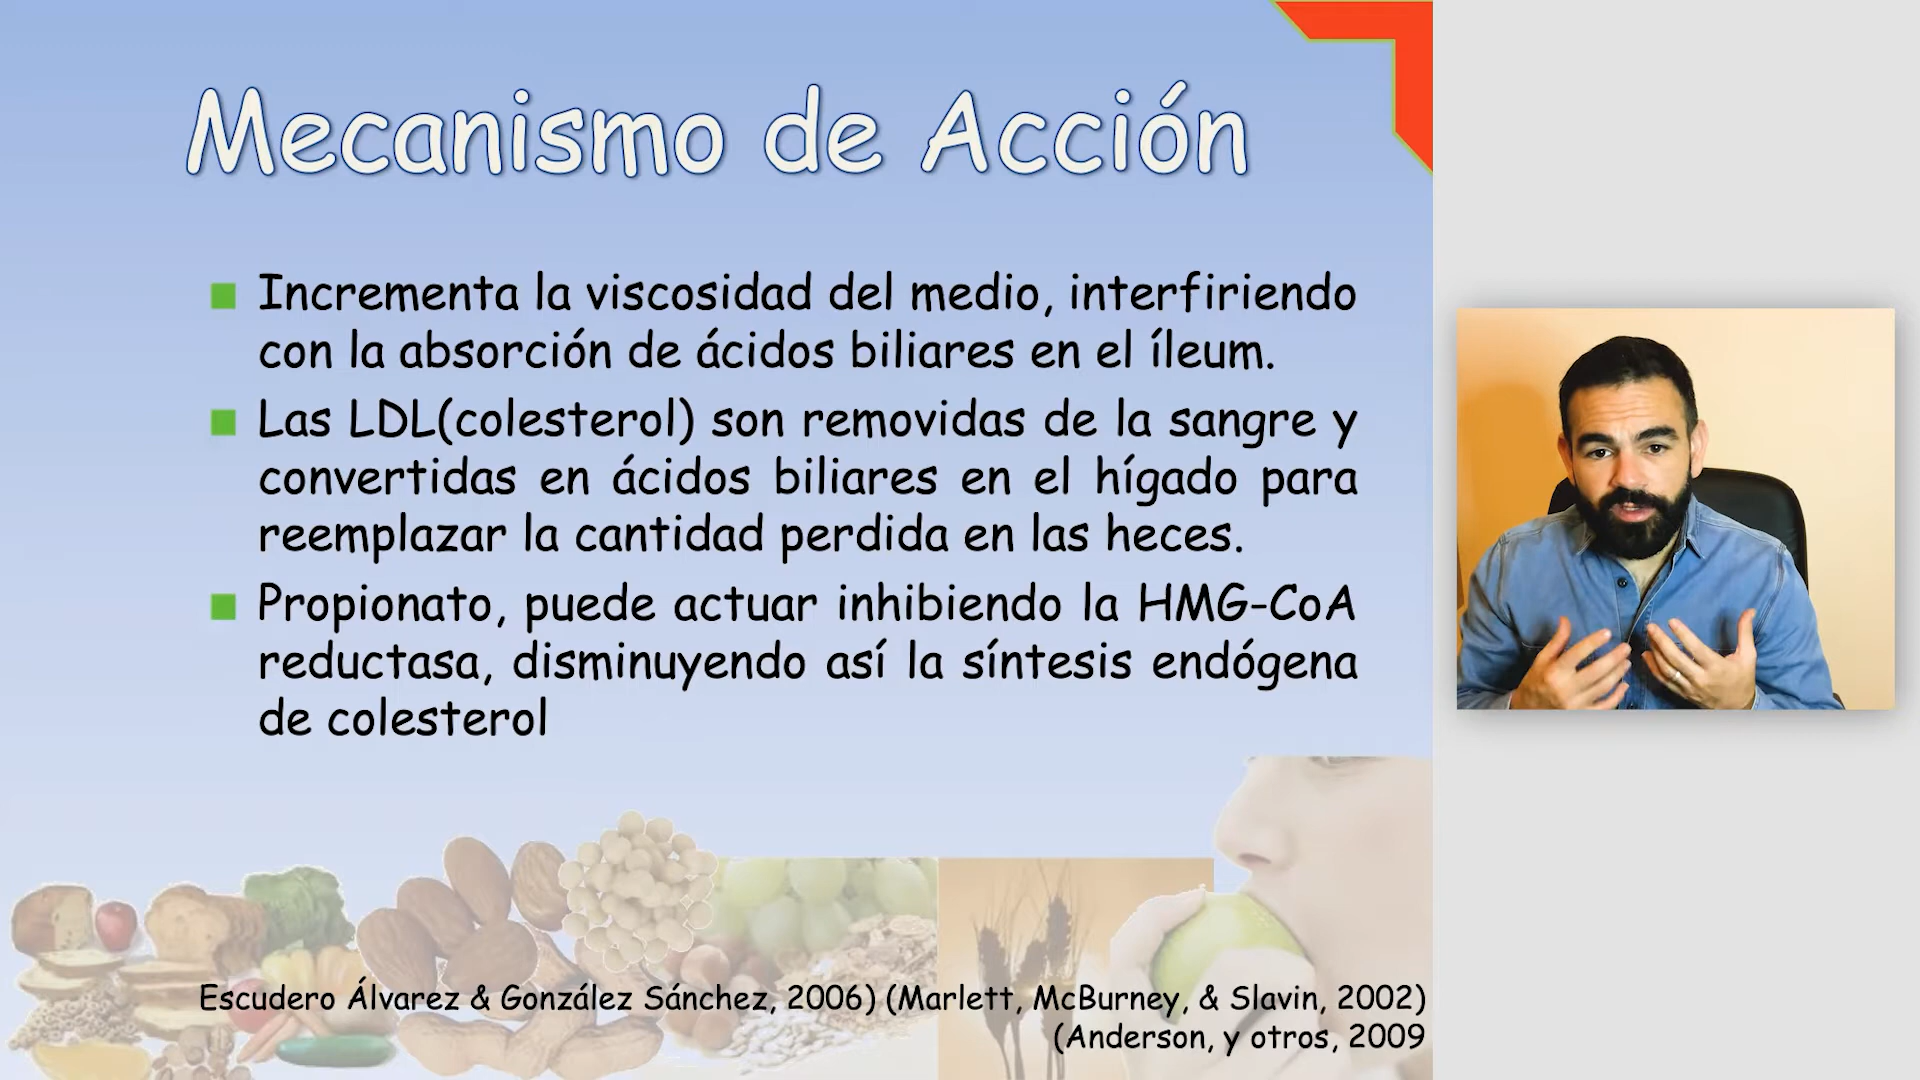 Mecanismo de Acción
Incrementa la viscosidad del medio, interfiriendo
con la absorción de ácidos biliares en el íleum.
Las LDL(colesterol) son removidas de la sangre y
convertidas en ácidos biliares en el hígado para
reemplazar la cantidad perdida en las heces.
Propionato, puede actuar inhibiendo la HMG-CoA
reductasa, disminuyendo así la síntesis endógena
de colesterol
Escudero Álvarez & González Sánchez, 2006) (Marlett, McBurney, & Slavin, 2002)
(Anderson, y otros, 2009